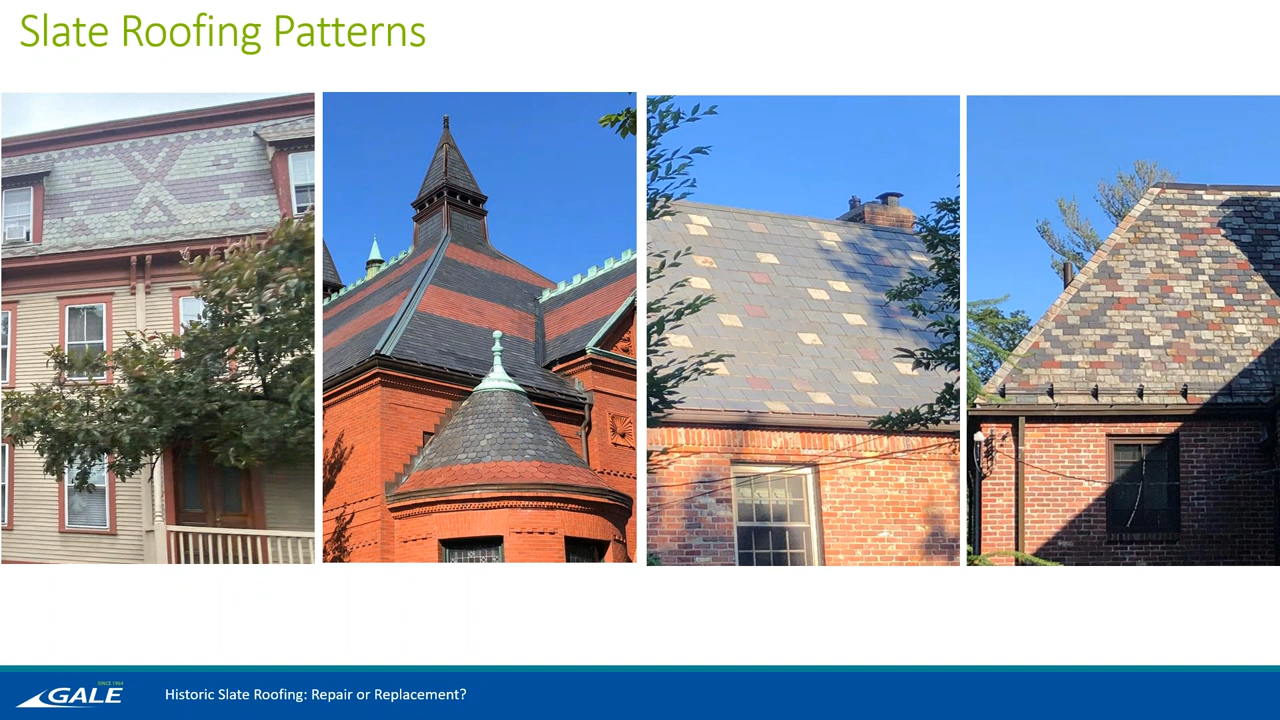 Slate Roofing Patterns
SINCE 1964
GALE
Historic Slate Roofing: Repair or Replacement?